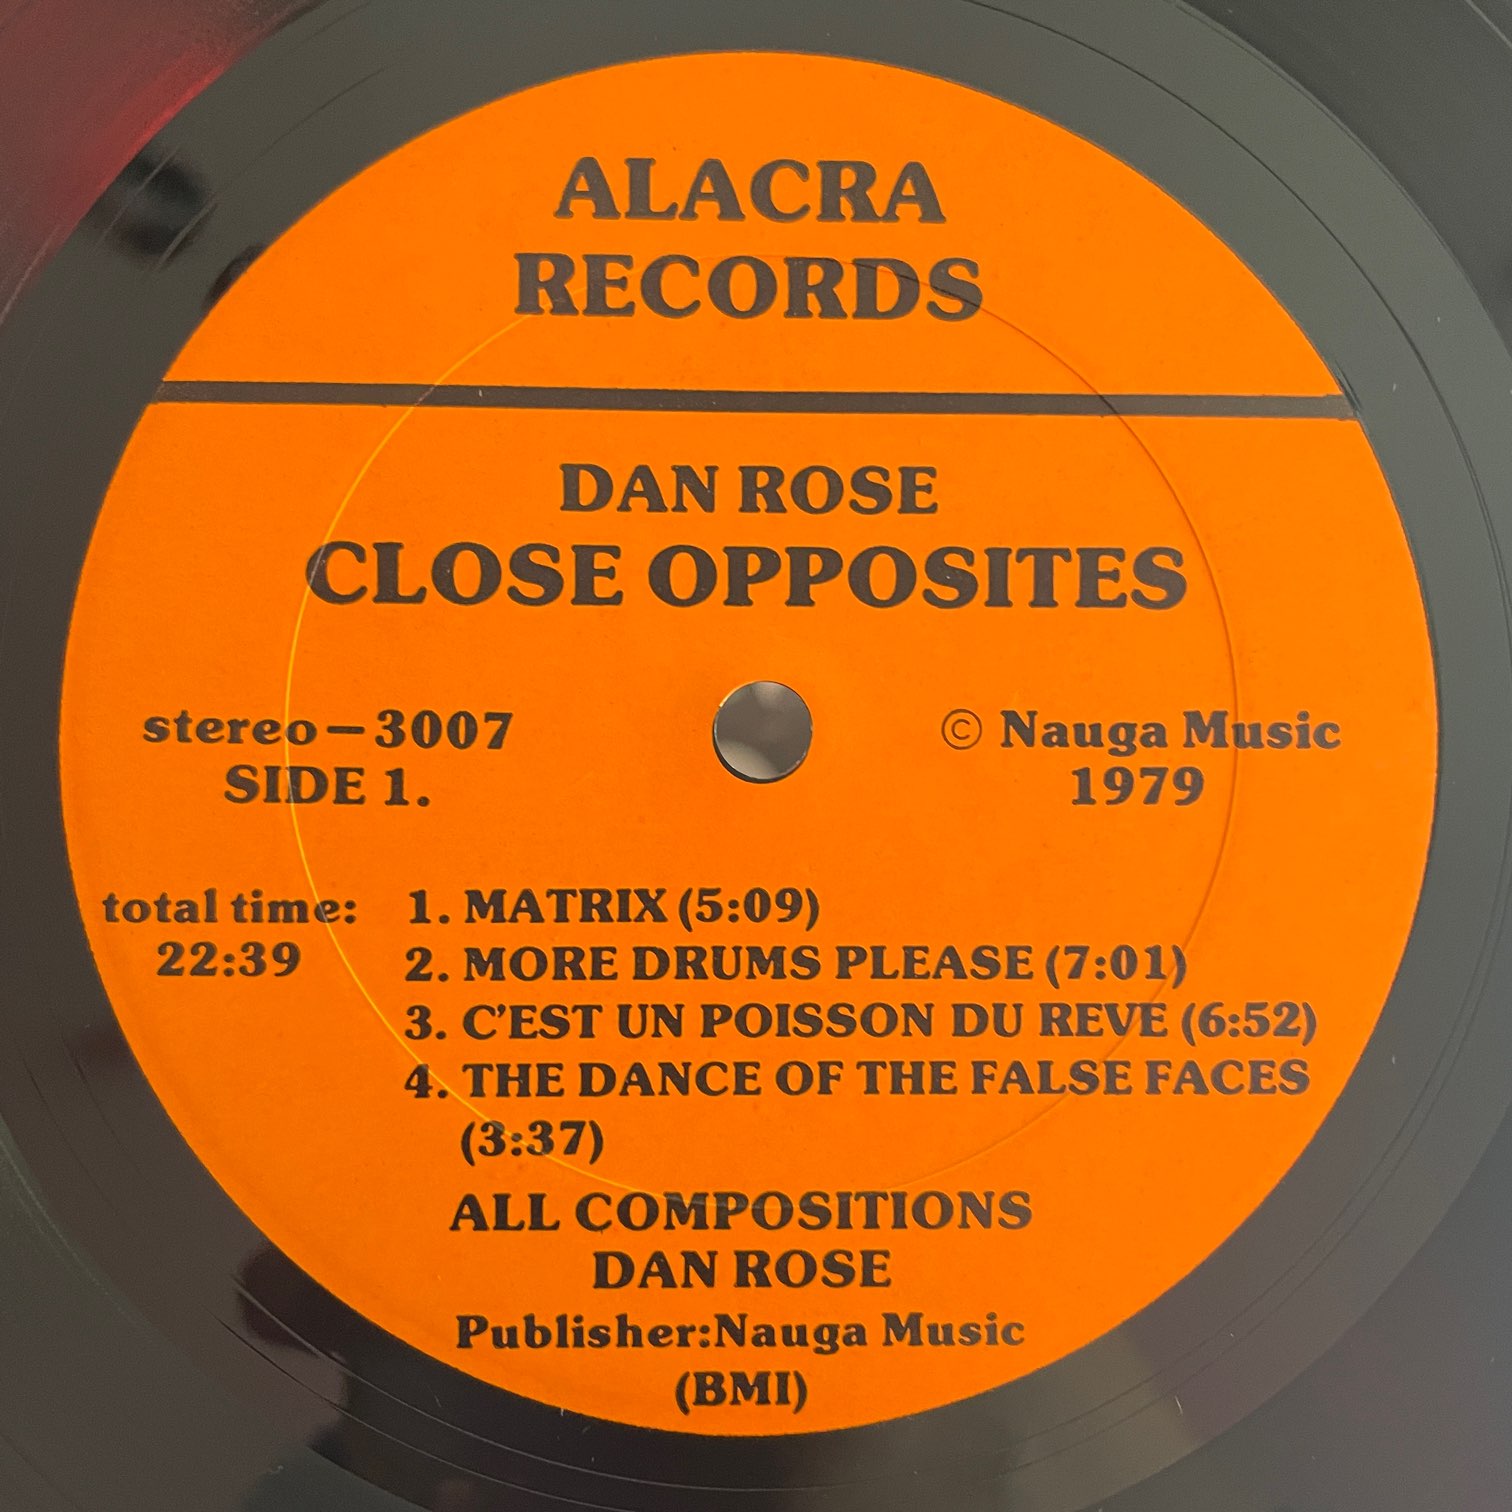 ALACRA
RECORDS
DAN ROSE
CLOSE OPPOSITES
stereo—3007
SIDE 1.
© Nauga Music
1979
total time:
22:39
1. MATRIX (5:09)
2. MORE DRUMS PLEASE (7:01)
3. C'EST UN POISSON DU REVE (6:52)
4. THE DANCE OF THE FALSE FACES
(3:37)
ALL COMPOSITIONS
DAN ROSE
Publisher:Nauga Music
(BMI)